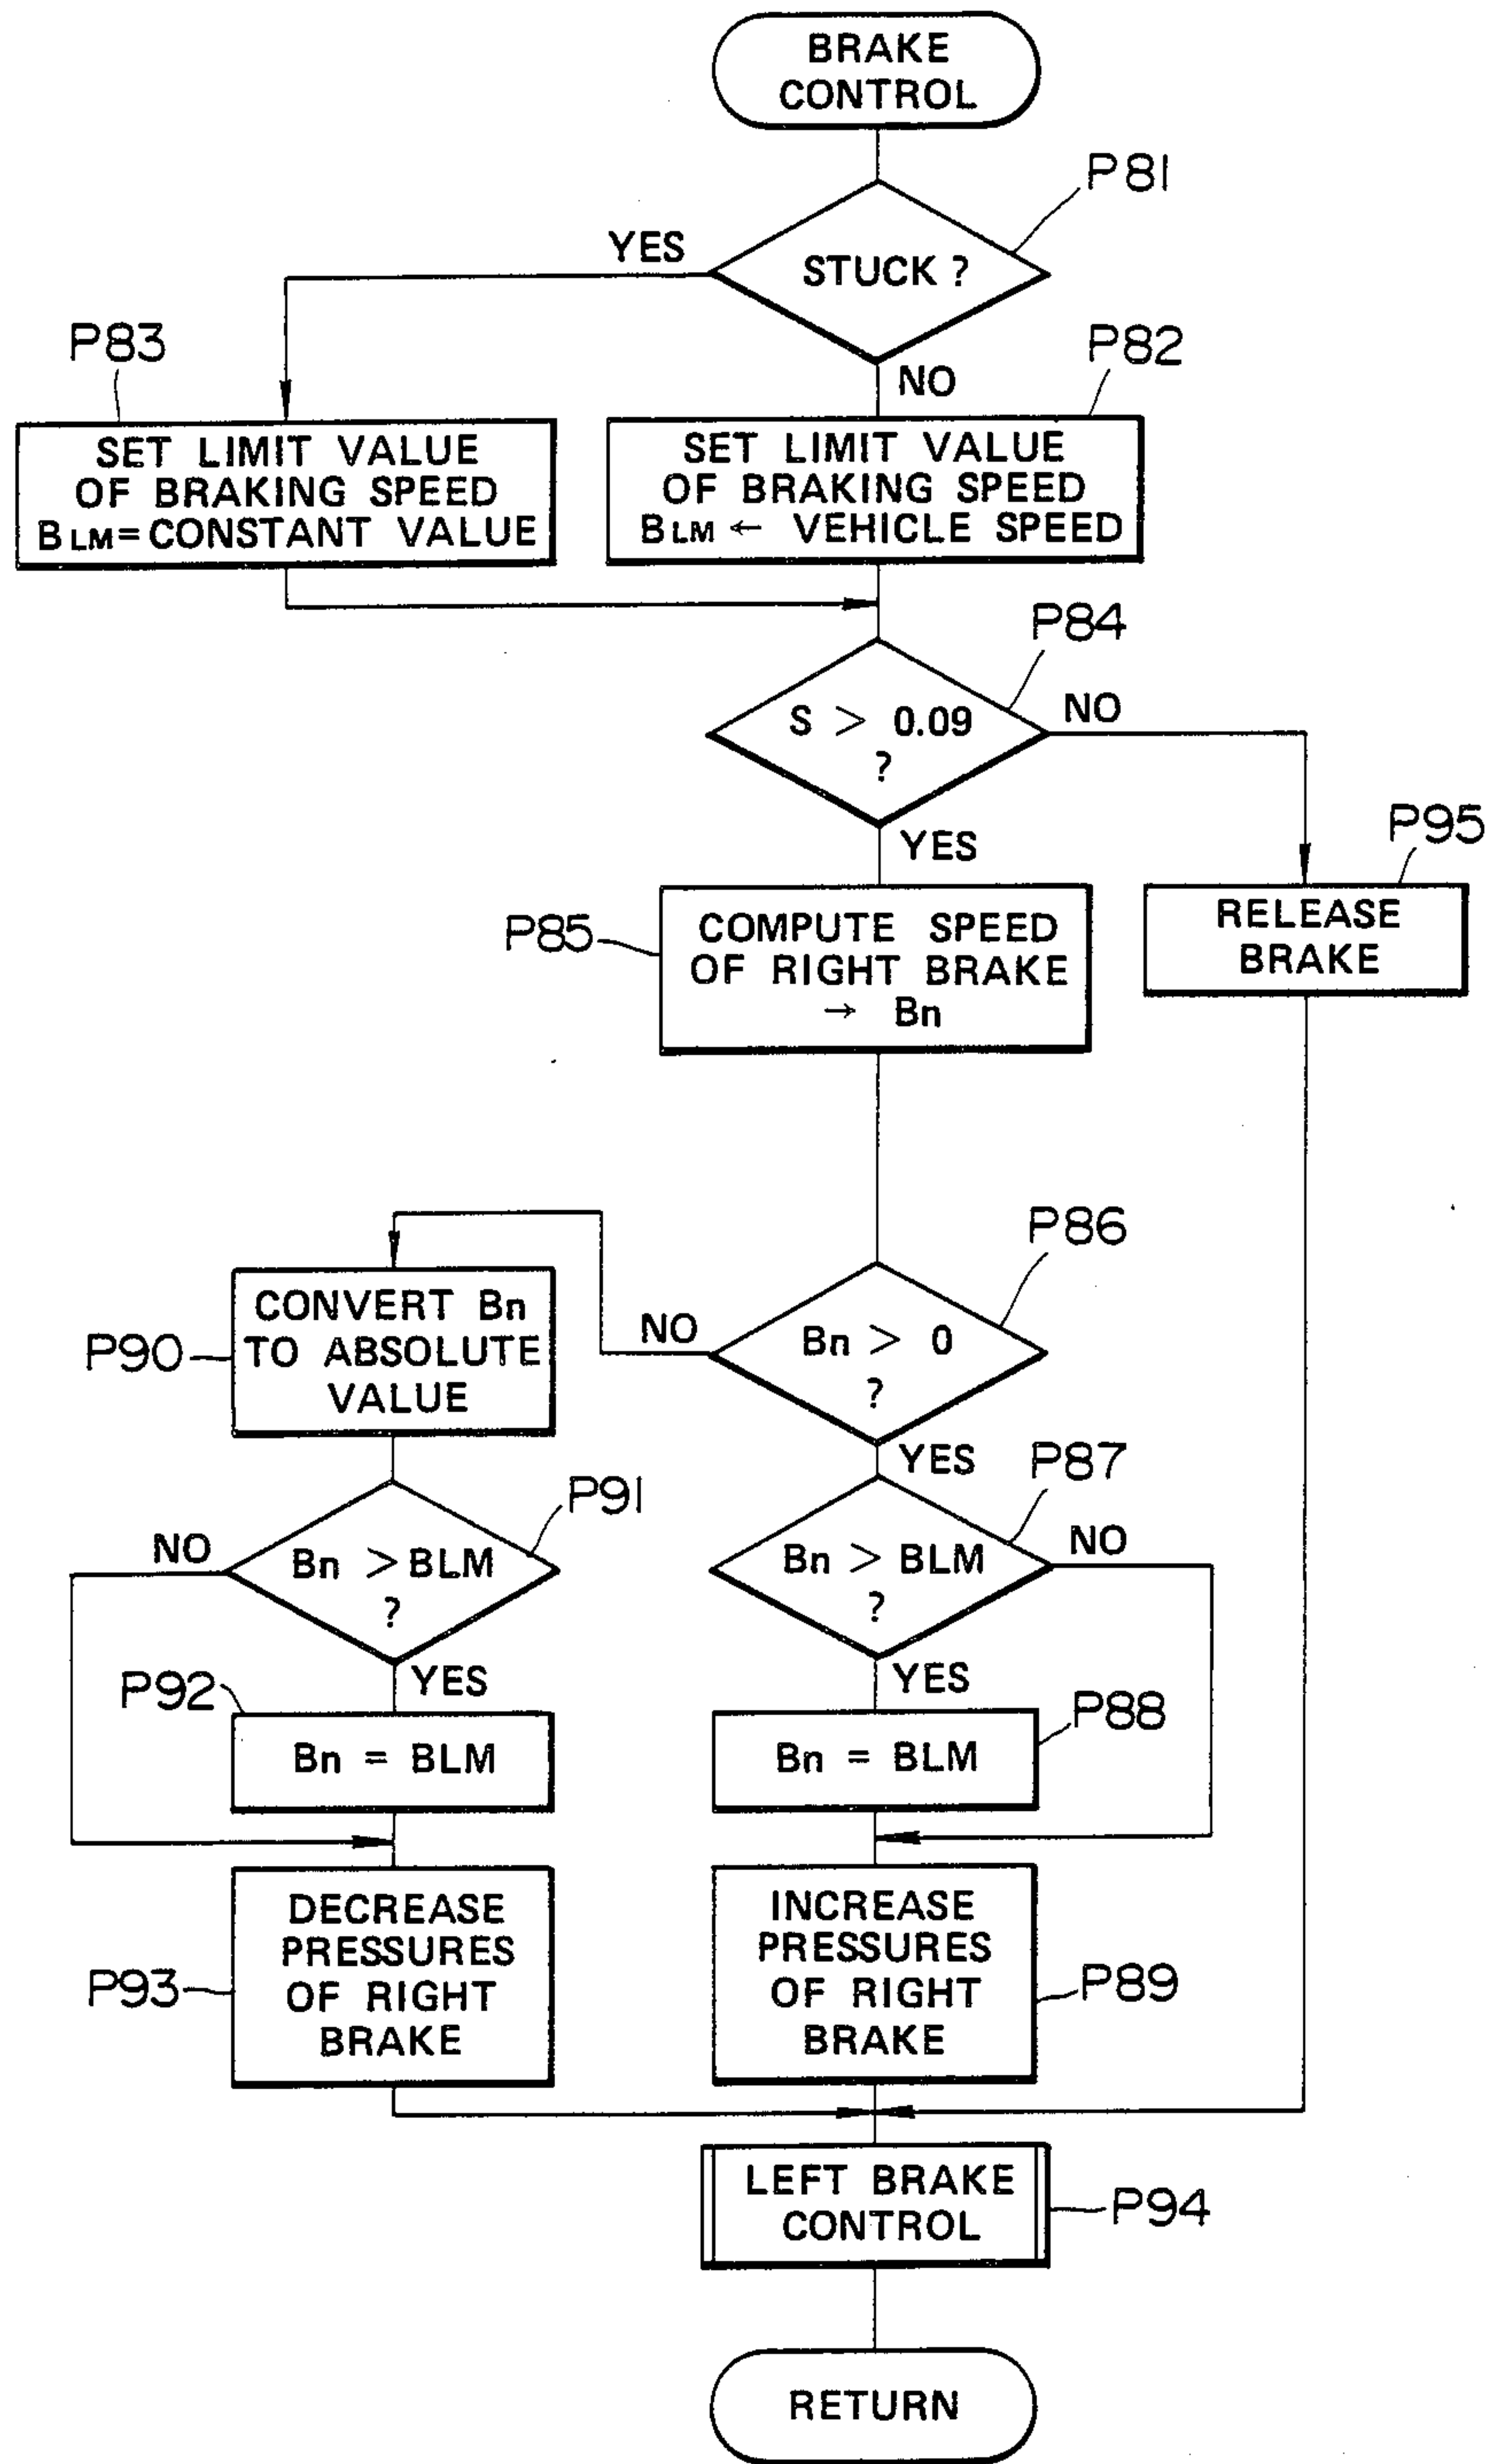 BRAKE
CONTROL
P81
YES
STUCK ?
P83
P82
NO
SET LIMIT VALUE
OF BRAKING SPEED
BLM=CONSTANT VALUE
SET LIMIT VALUE
OF BRAKING SPEED
BLM ← VEHICLE SPEED
P84
S > 0.09
?
NO
YES
P95
P85
COMPUTE SPEED
OF RIGHT BRAKE
→ Bn
RELEASE
BRAKE
P86
P90
CONVERT Bn
TO ABSOLUTE
VALUE
NO
Bn > 0
?
YES
P87
P91
NO
Bn > BLM
?
Bn > BLM
?
NO
YES
YES
P92
P88
Bn = BLM
Bn = BLM
P93
DECREASE
PRESSURES
OF RIGHT
BRAKE
INCREASE
PRESSURES
OF RIGHT
BRAKE
P89
LEFT BRAKE
CONTROL
P94
RETURN